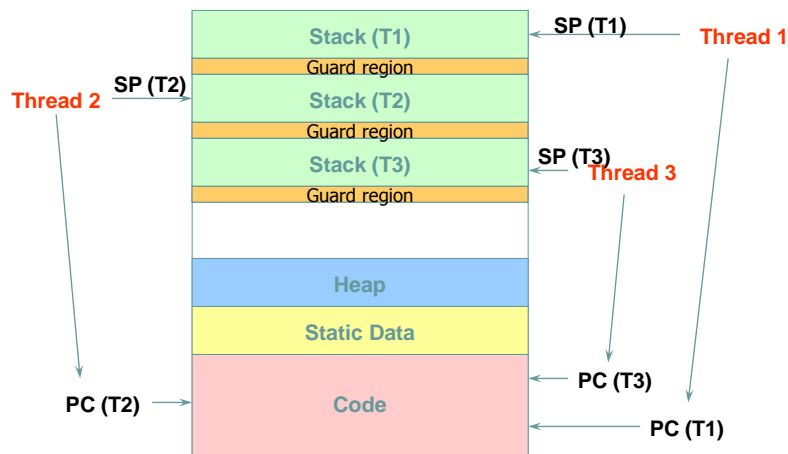 Stack (T1)
SP (T1)
Thread 1
Guard region
SP (T2)
Thread 2
Stack (T2)
Guard region
Stack (T3)
SP (T3)
Thread 3
Guard region
Heap
Static Data
PC (T3)
PC (T2)
Code
PC (T1)